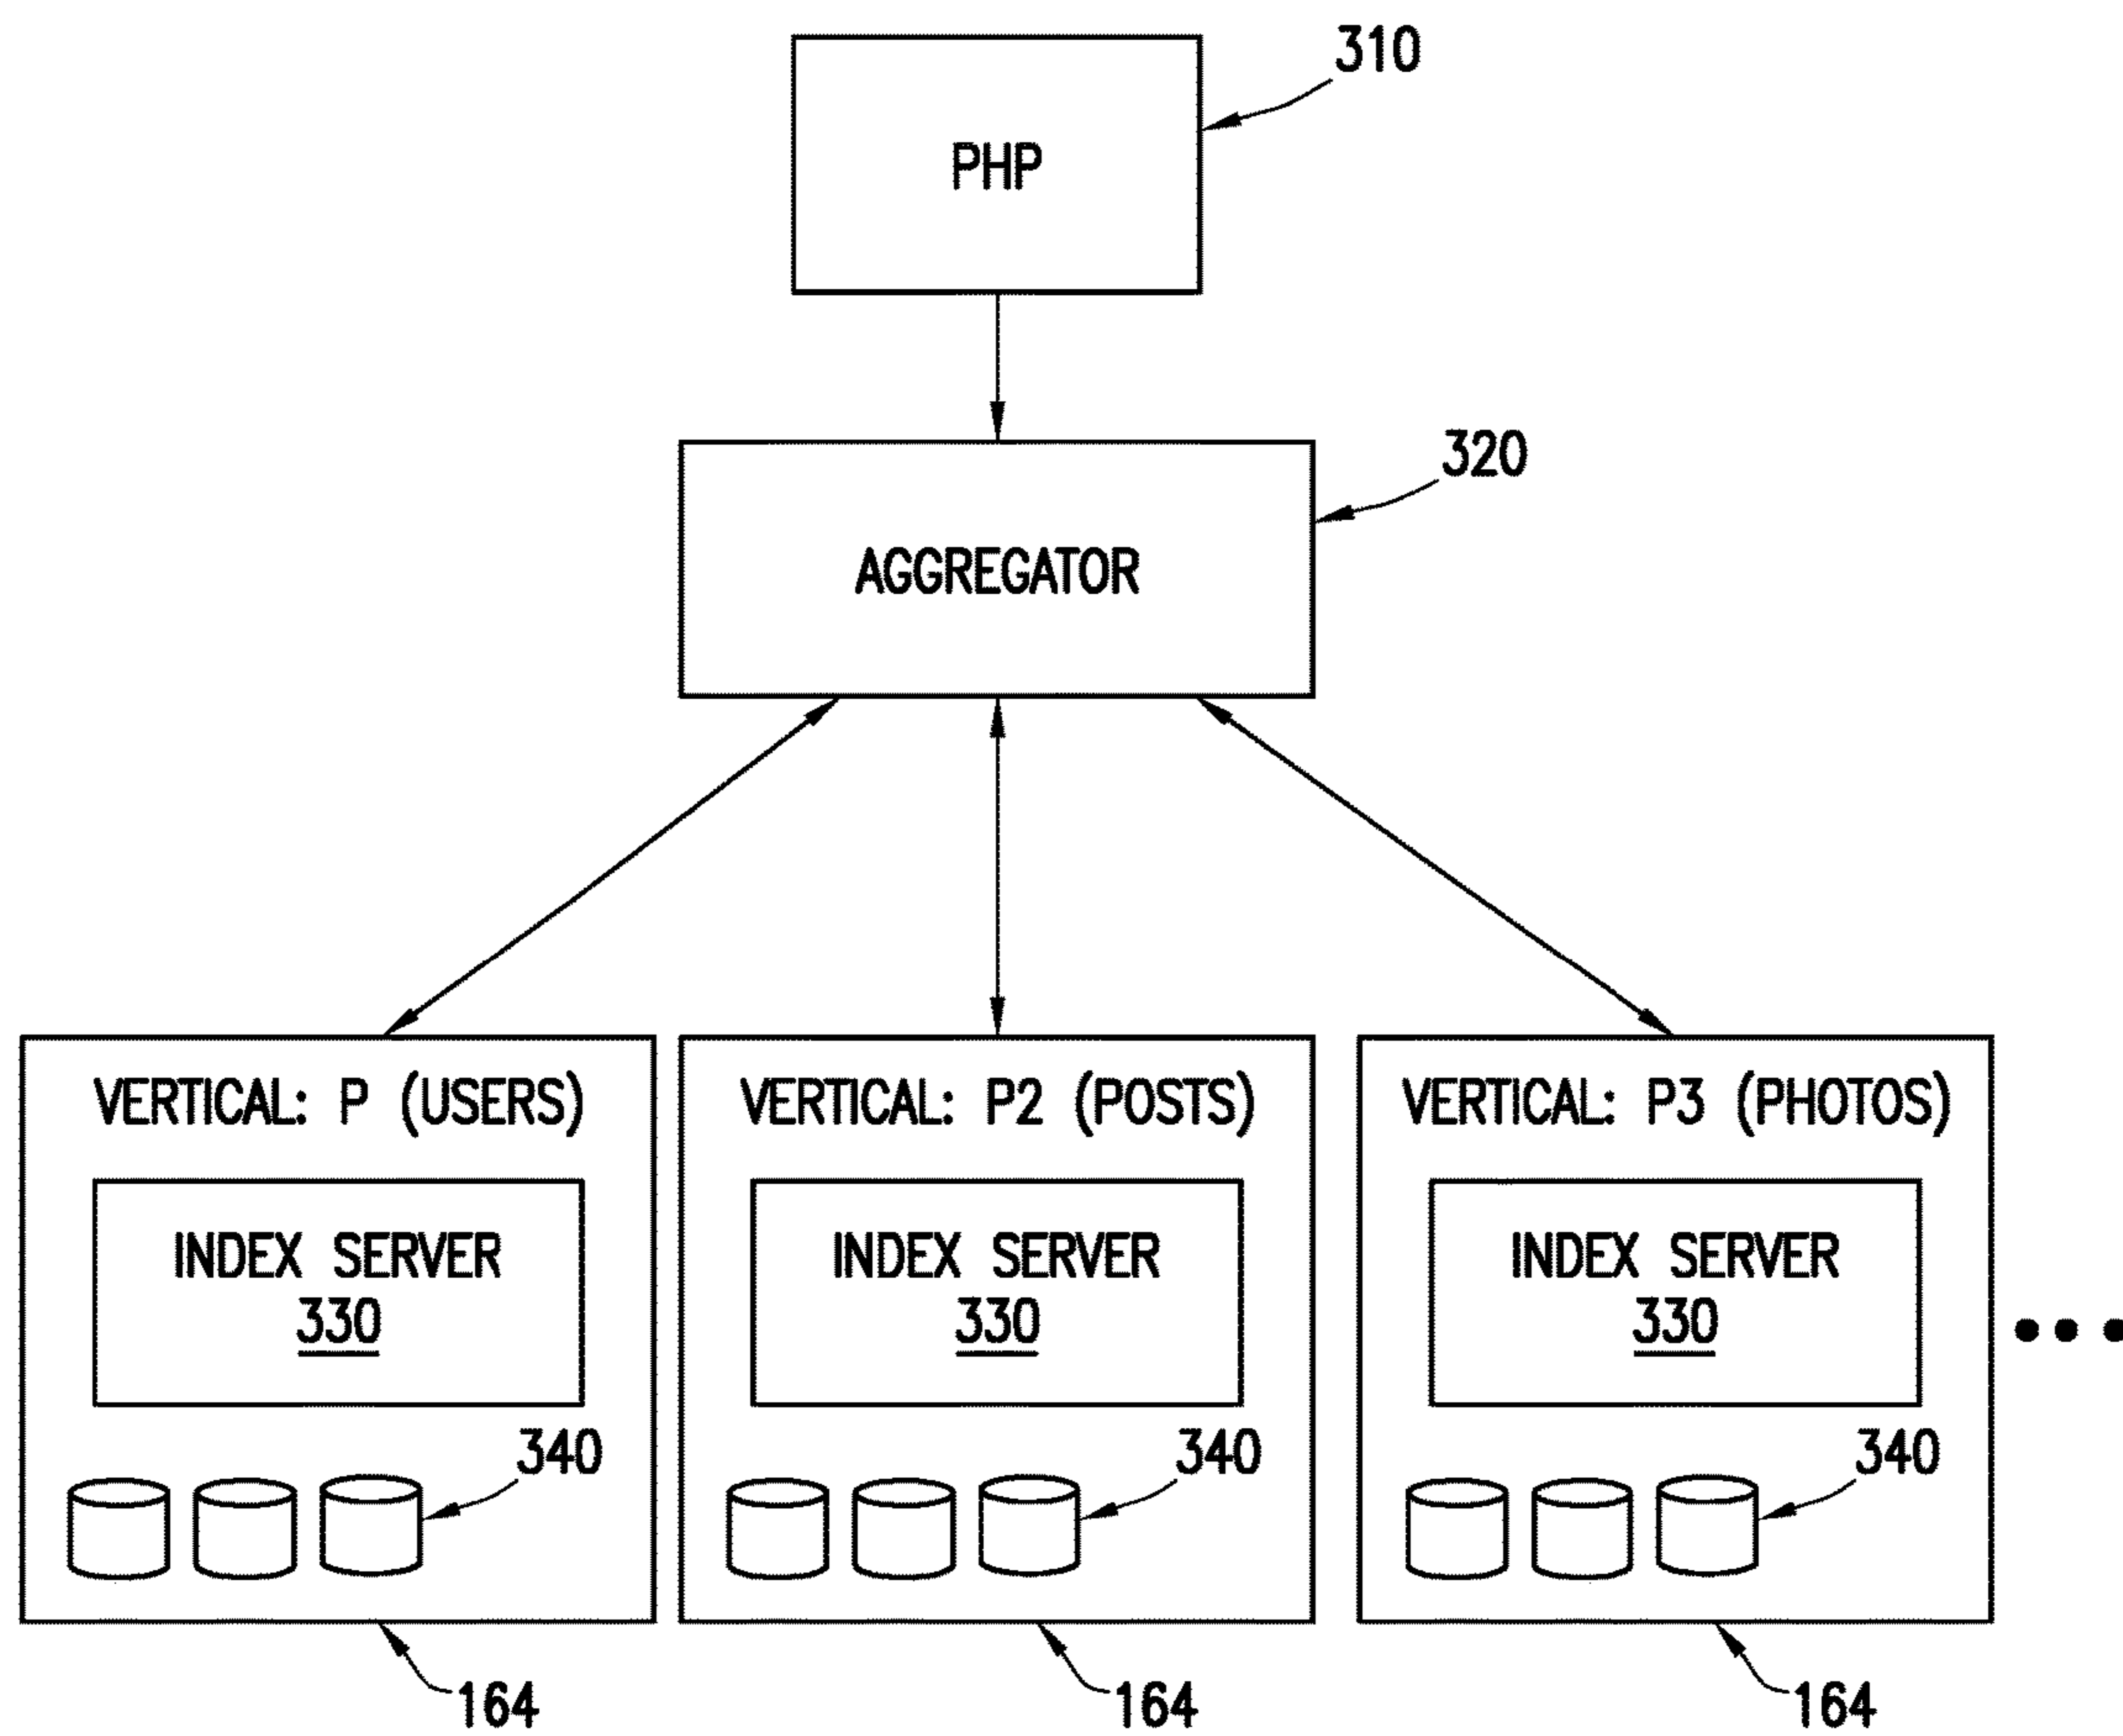 310
PHP
320
AGGREGATOR
VERTICAL: P (USERS)
INDEX SERVER
330
340
164
VERTICAL: P2 (POSTS)
INDEX SERVER
330
340
164
VERTICAL: P3 (PHOTOS)
INDEX SERVER
330
340
164